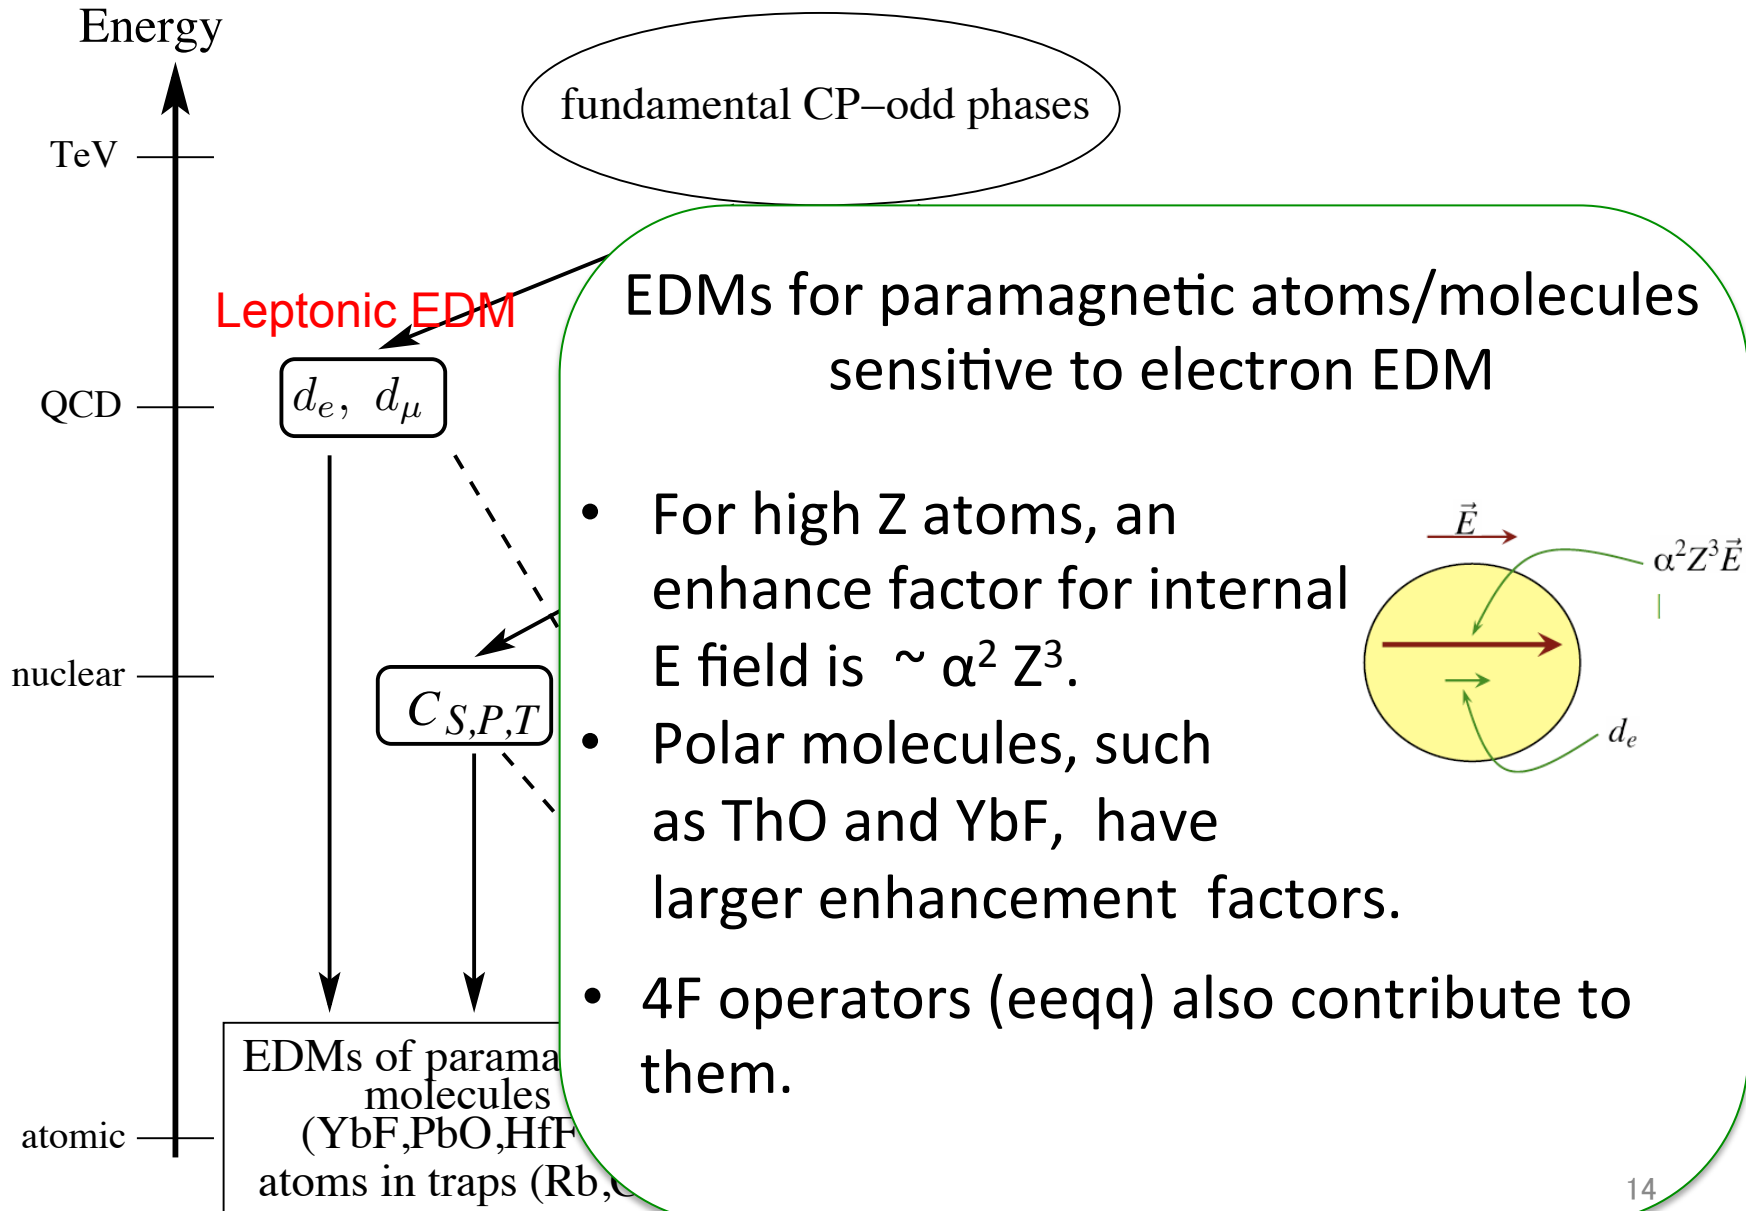 Energy
fundamental CP−odd phases
TeV
EDMs for paramagnetic atoms/molecules
sensitive to electron EDM
Leptonic EDM
QCD
d_e, d_μ
• For high Z atoms, an
enhance factor for internal
E field is ~ α² Z³.
• Polar molecules, such
as ThO and YbF, have
larger enhancement factors.
• 4F operators (eeqq) also contribute to
them.
E⃗
α²Z³E⃗
d_e
nuclear
C_{S,P,T}
EDMs of parama
molecules
(YbF,PbO,HfF
atoms in traps (Rb,
atomic
14